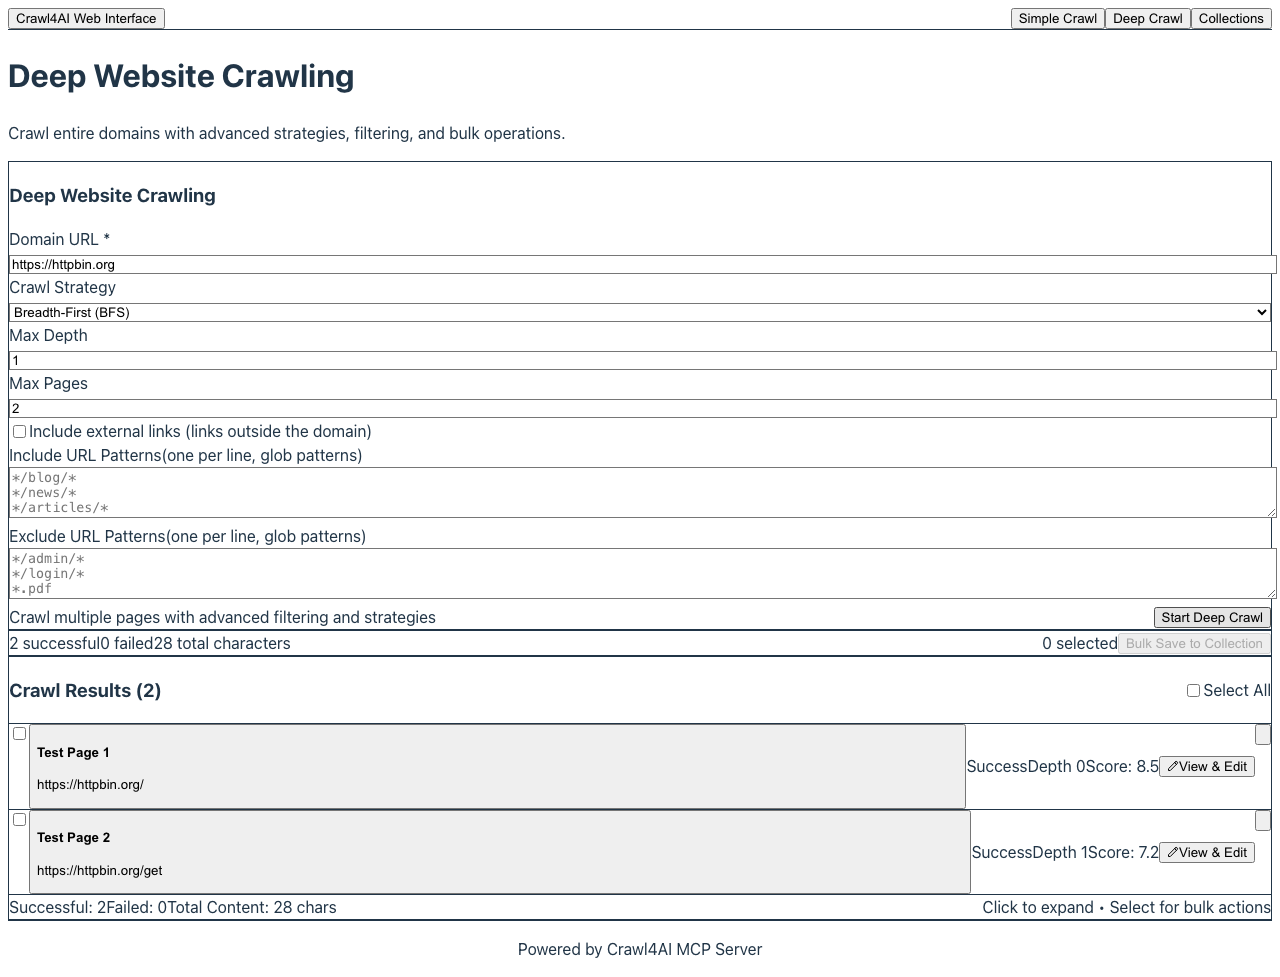 Crawl4AI Web Interface Simple Crawl Deep Crawl Collections
Deep Website Crawling
Crawl entire domains with advanced strategies, filtering, and bulk operations.
Deep Website Crawling
Domain URL *
https://httpbin.org
Crawl Strategy
Breadth-First (BFS)
Max Depth
1
Max Pages
2
Include external links (links outside the domain)
Include URL Patterns(one per line, glob patterns)
*/blog/*
*/news/*
*/articles/*
Exclude URL Patterns(one per line, glob patterns)
*/admin/*
*/login/*
*.pdf
Crawl multiple pages with advanced filtering and strategies Start Deep Crawl
2 successful0 failed28 total characters 0 selected Bulk Save to Collection
Crawl Results (2) Select All
Test Page 1
https://httpbin.org/
SuccessDepth 0Score: 8.5 View & Edit
Test Page 2
https://httpbin.org/get
SuccessDepth 1Score: 7.2 View & Edit
Successful: 2Failed: 0Total Content: 28 chars Click to expand • Select for bulk actions
Powered by Crawl4AI MCP Server